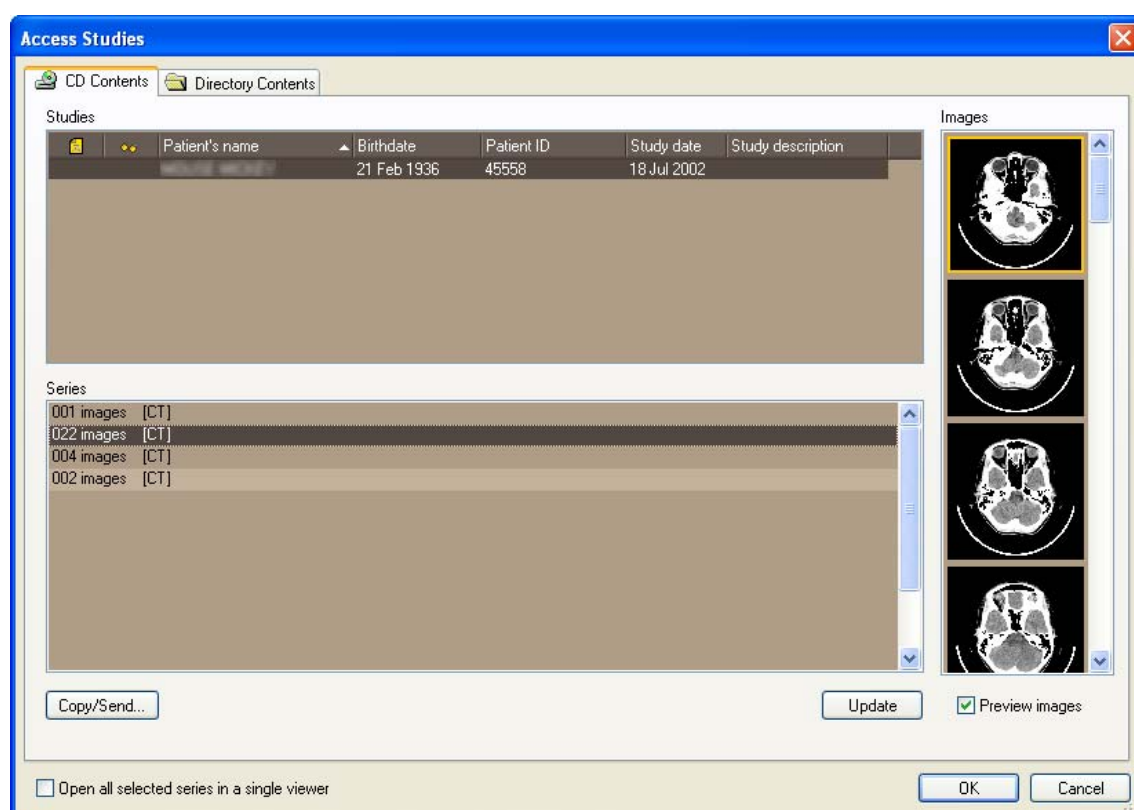 Access Studies
CD Contents Directory Contents
Studies
Images
Patient's name Birthdate Patient ID Study date Study description
21 Feb 1936 45558 18 Jul 2002
Series
001 images [CT]
022 images [CT]
004 images [CT]
002 images [CT]
Copy/Send...
Update
Preview images
Open all selected series in a single viewer
OK
Cancel